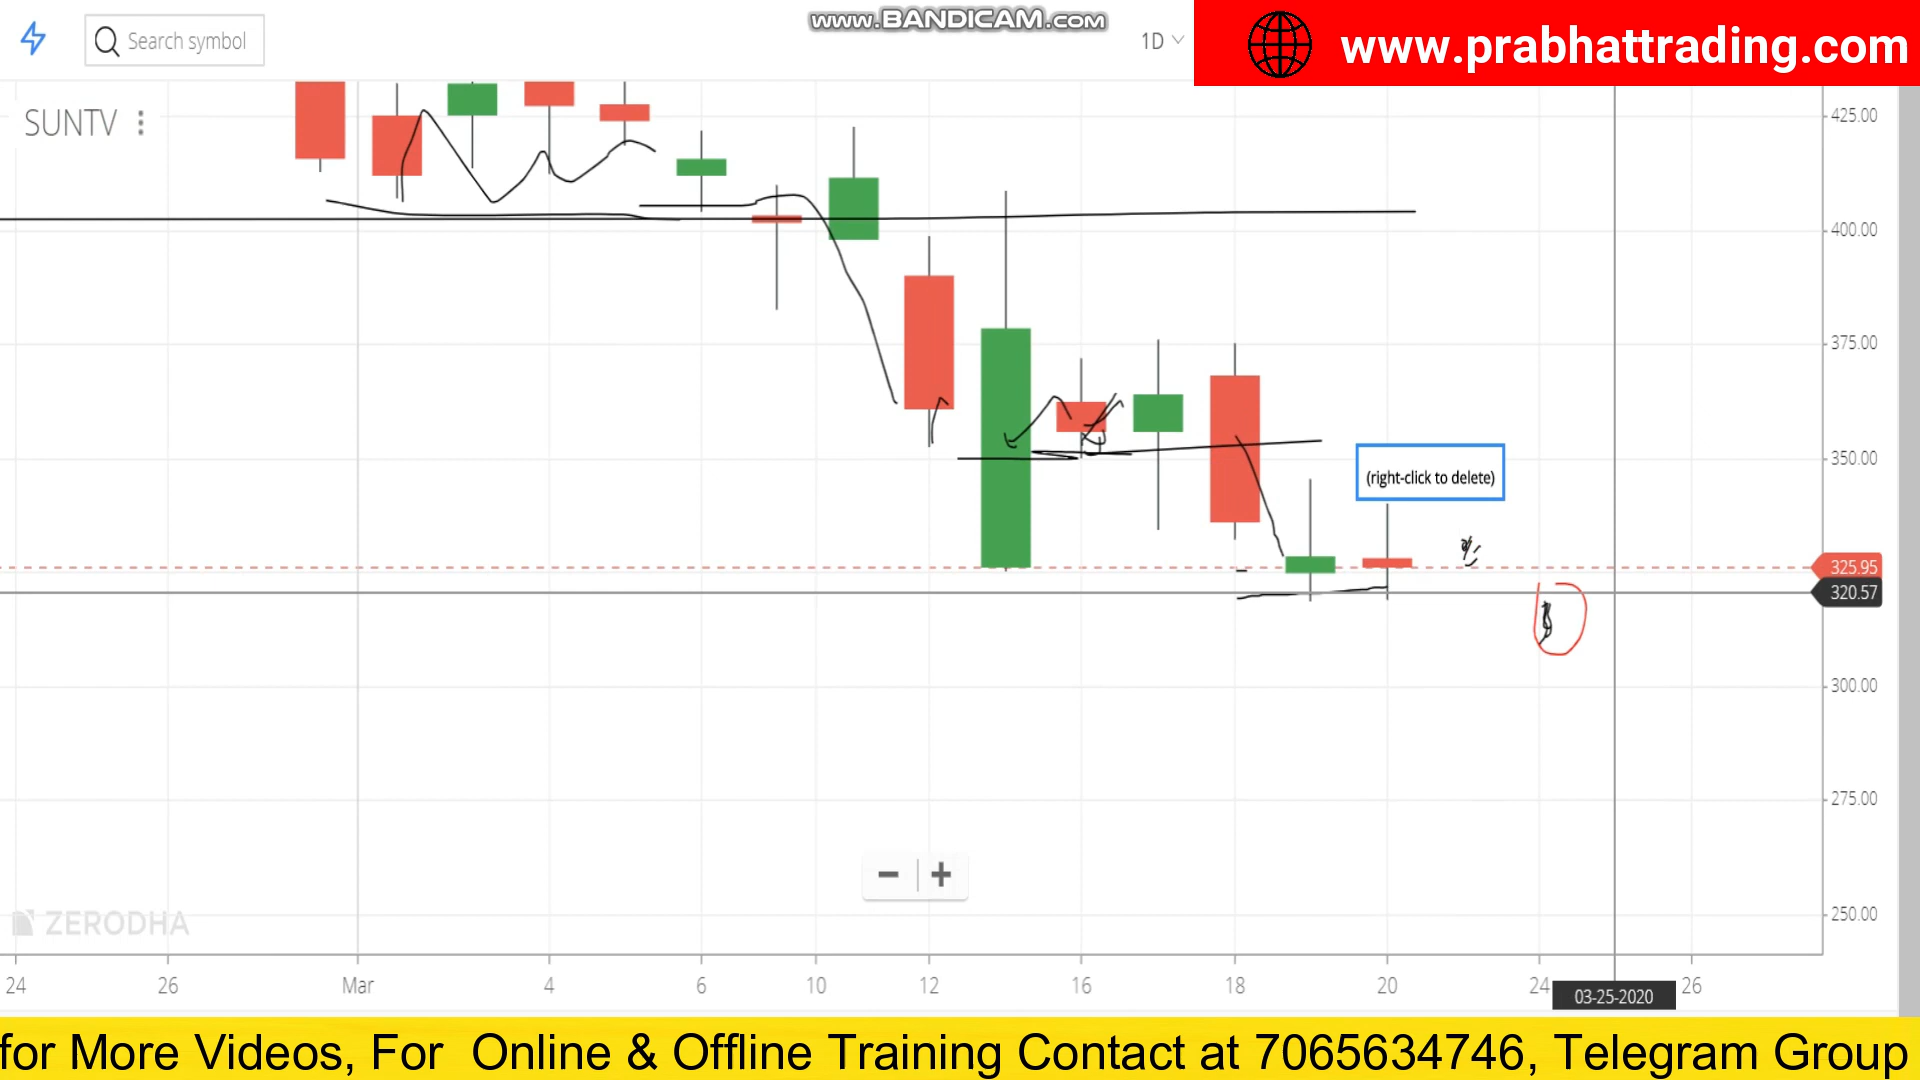 www.BANDICAM.com
Search symbol
1D
www.prabhattrading.com
SUNTV
425.00
400.00
375.00
350.00
(right-click to delete)
325.95
320.57
300.00
275.00
250.00
ZERODHA
24 26 Mar 4 6 10 12 16 18 20 24 26
03-25-2020
for More Videos, For Online & Offline Training Contact at 7065634746, Telegram Group